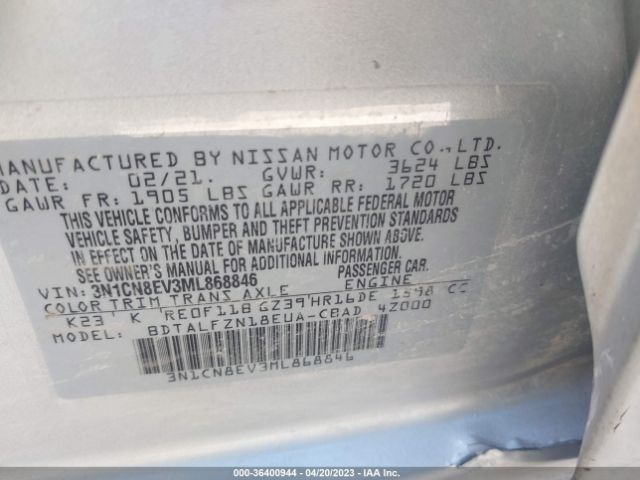 MANUFACTURED BY NISSAN MOTOR CO., LTD.
DATE: 02/21. GVWR: 3624 LBS
GAWR FR: 1905 LBS GAWR RR: 1720 LBS
THIS VEHICLE CONFORMS TO ALL APPLICABLE FEDERAL MOTOR
VEHICLE SAFETY, BUMPER AND THEFT PREVENTION STANDARDS
IN EFFECT ON THE DATE OF MANUFACTURE SHOWN ABOVE.
SEE OWNER'S MANUAL FOR ADDITIONAL INFORMATION.
VIN: 3N1CN8EV3ML868846 PASSENGER CAR.
COLOR TRIM TRANS AXLE ENGINE
K23 K RE0F11B GZ39 HR16DE 1598 CC
MODEL: BDTALFZN18EUA-CBAD 4Z000
3N1CN8EV3ML868846
000-36400944 - 04/20/2023 - IAA Inc.